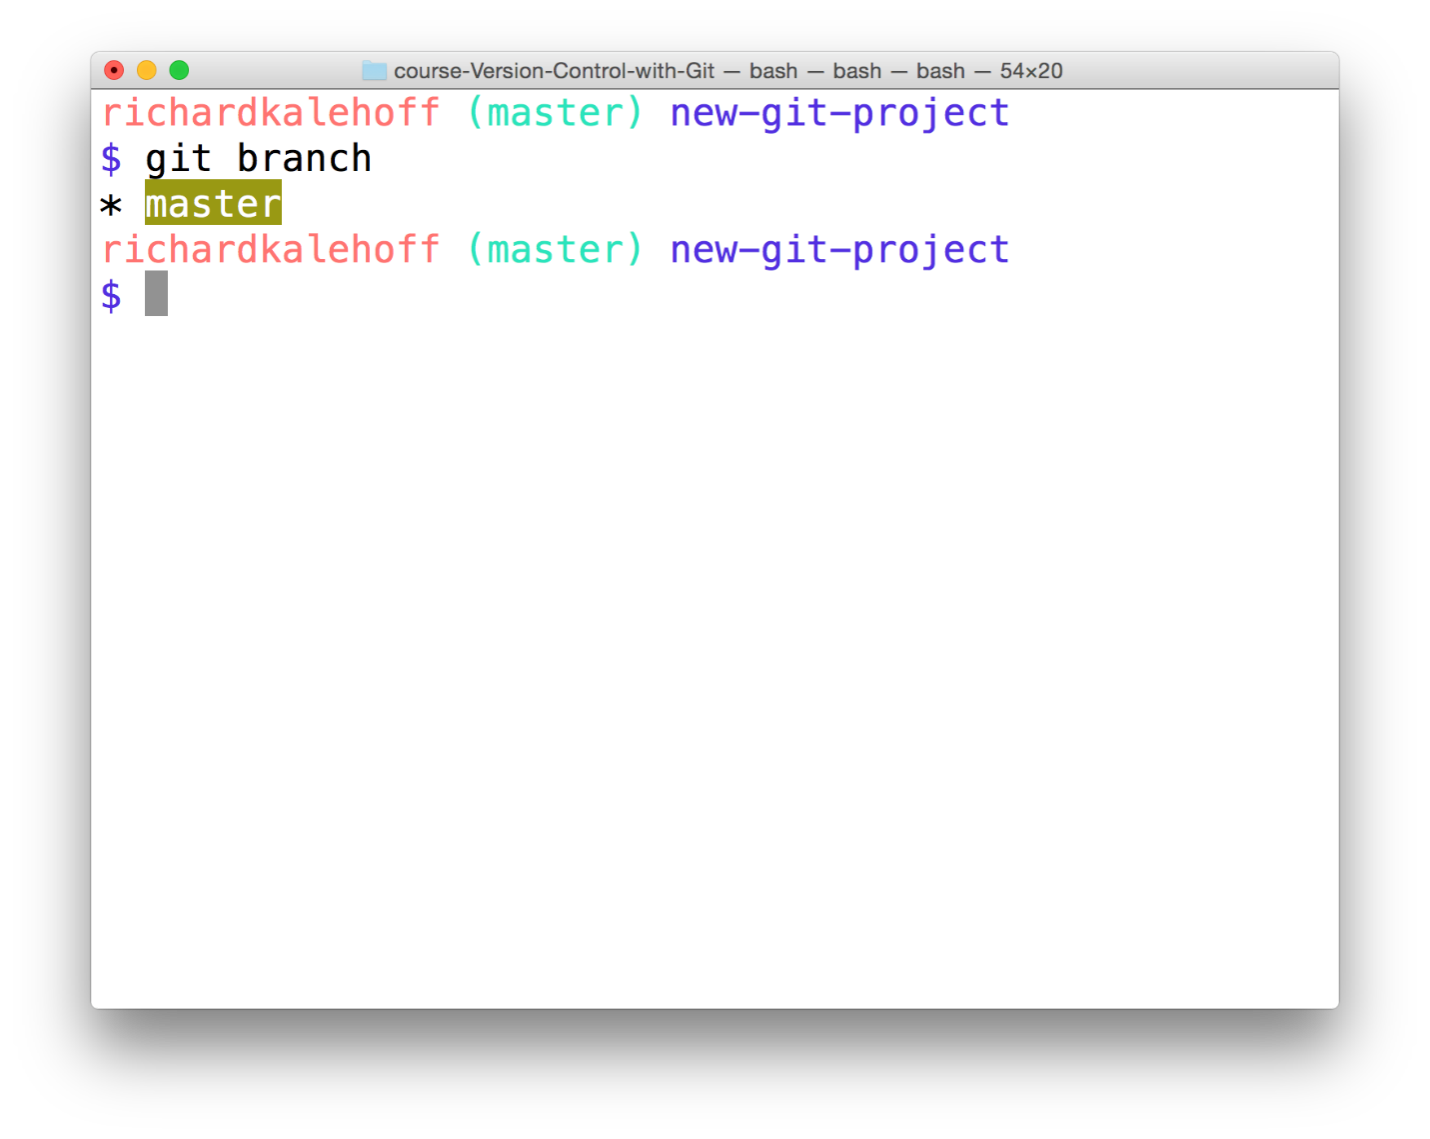 course-Version-Control-with-Git — bash — bash — bash — 54×20
richardkalehoff (master) new-git-project
$ git branch
* master
richardkalehoff (master) new-git-project
$